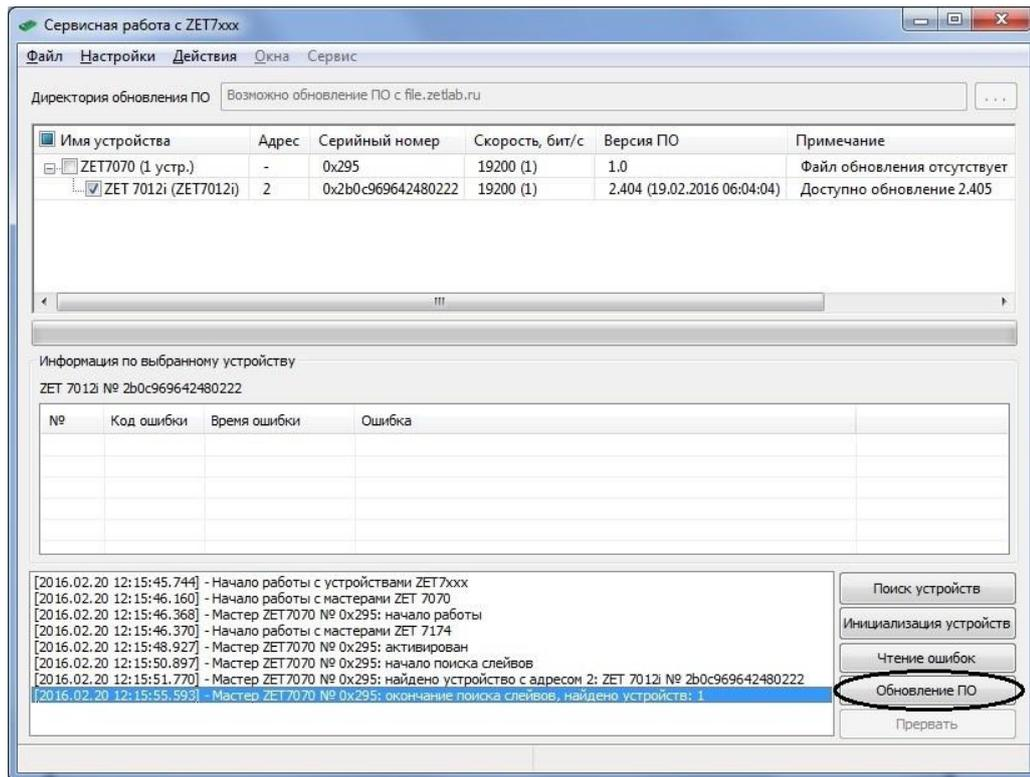 Сервисная работа с ZET7xxx
Файл Настройки Действия Окна Сервис
Директория обновления ПО Возможно обновление ПО с file.zetlab.ru ...
Имя устройства Адрес Серийный номер Скорость, бит/с Версия ПО Примечание
ZET7070 (1 устр.) - 0x295 19200 (1) 1.0 Файл обновления отсутствует
ZET 7012i (ZET7012i) 2 0x2b0c969642480222 19200 (1) 2.404 (19.02.2016 06:04:04) Доступно обновление 2.405
Информация по выбранному устройству
ZET 7012i № 2b0c969642480222
№ Код ошибки Время ошибки Ошибка
[2016.02.20 12:15:45.744] - Начало работы с устройствами ZET7xxx
[2016.02.20 12:15:46.160] - Начало работы с мастерами ZET 7070
[2016.02.20 12:15:46.368] - Мастер ZET7070 № 0x295: начало работы
[2016.02.20 12:15:46.370] - Начало работы с мастерами ZET 7174
[2016.02.20 12:15:48.927] - Мастер ZET7070 № 0x295: активирован
[2016.02.20 12:15:50.897] - Мастер ZET7070 № 0x295: начало поиска слейвов
[2016.02.20 12:15:51.770] - Мастер ZET7070 № 0x295: найдено устройство с адресом 2: ZET 7012i № 2b0c969642480222
[2016.02.20 12:15:55.593] - Мастер ZET7070 № 0x295: окончание поиска слейвов, найдено устройств: 1
Поиск устройств
Инициализация устройств
Чтение ошибок
Обновление ПО
Прервать